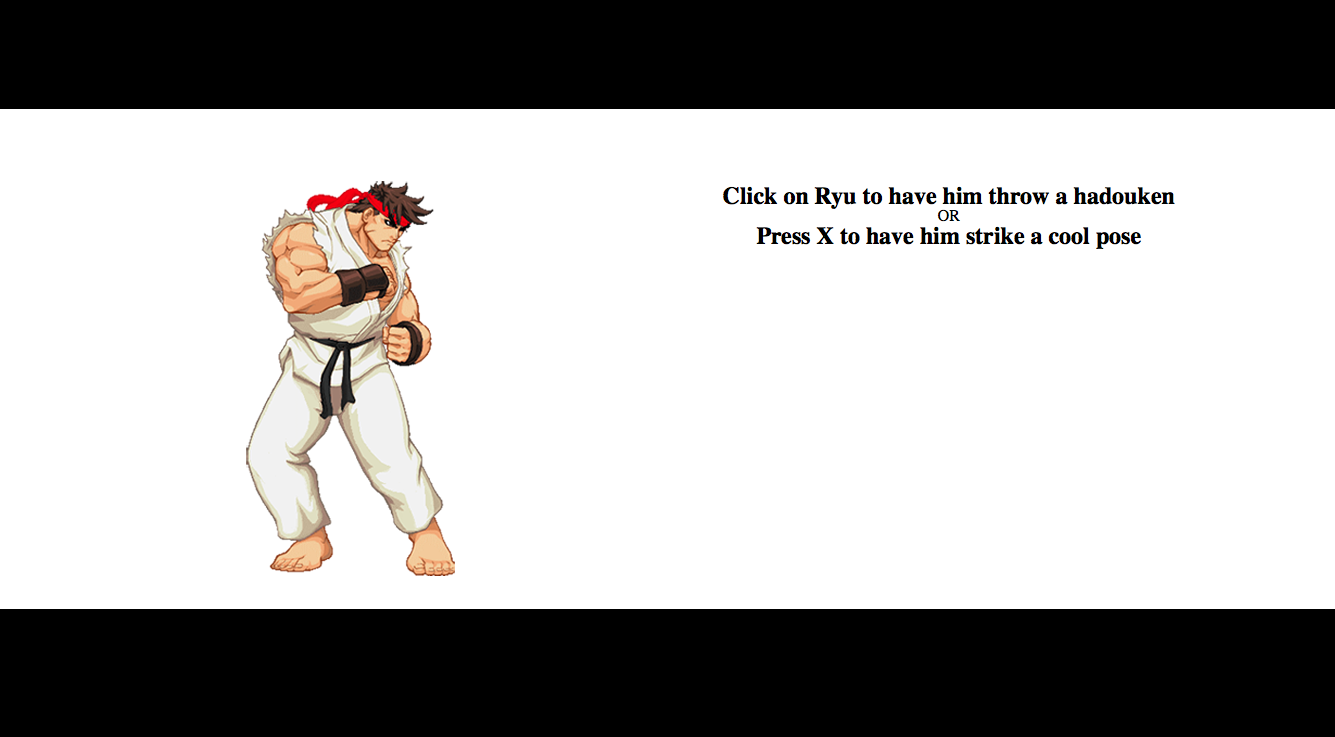 Click on Ryu to have him throw a hadouken
OR
Press X to have him strike a cool pose